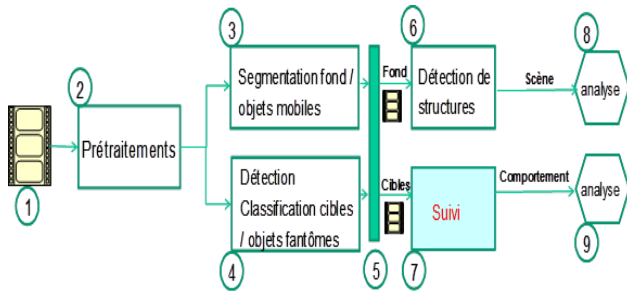 1
2
Prétraitements
3
Segmentation fond /
objets mobiles
4
Détection
Classification cibles
/ objets fantômes
5
Fond
Cibles
6
Détection de
structures
7
Suivi
Scène
Comportement
8
analyse
9
analyse